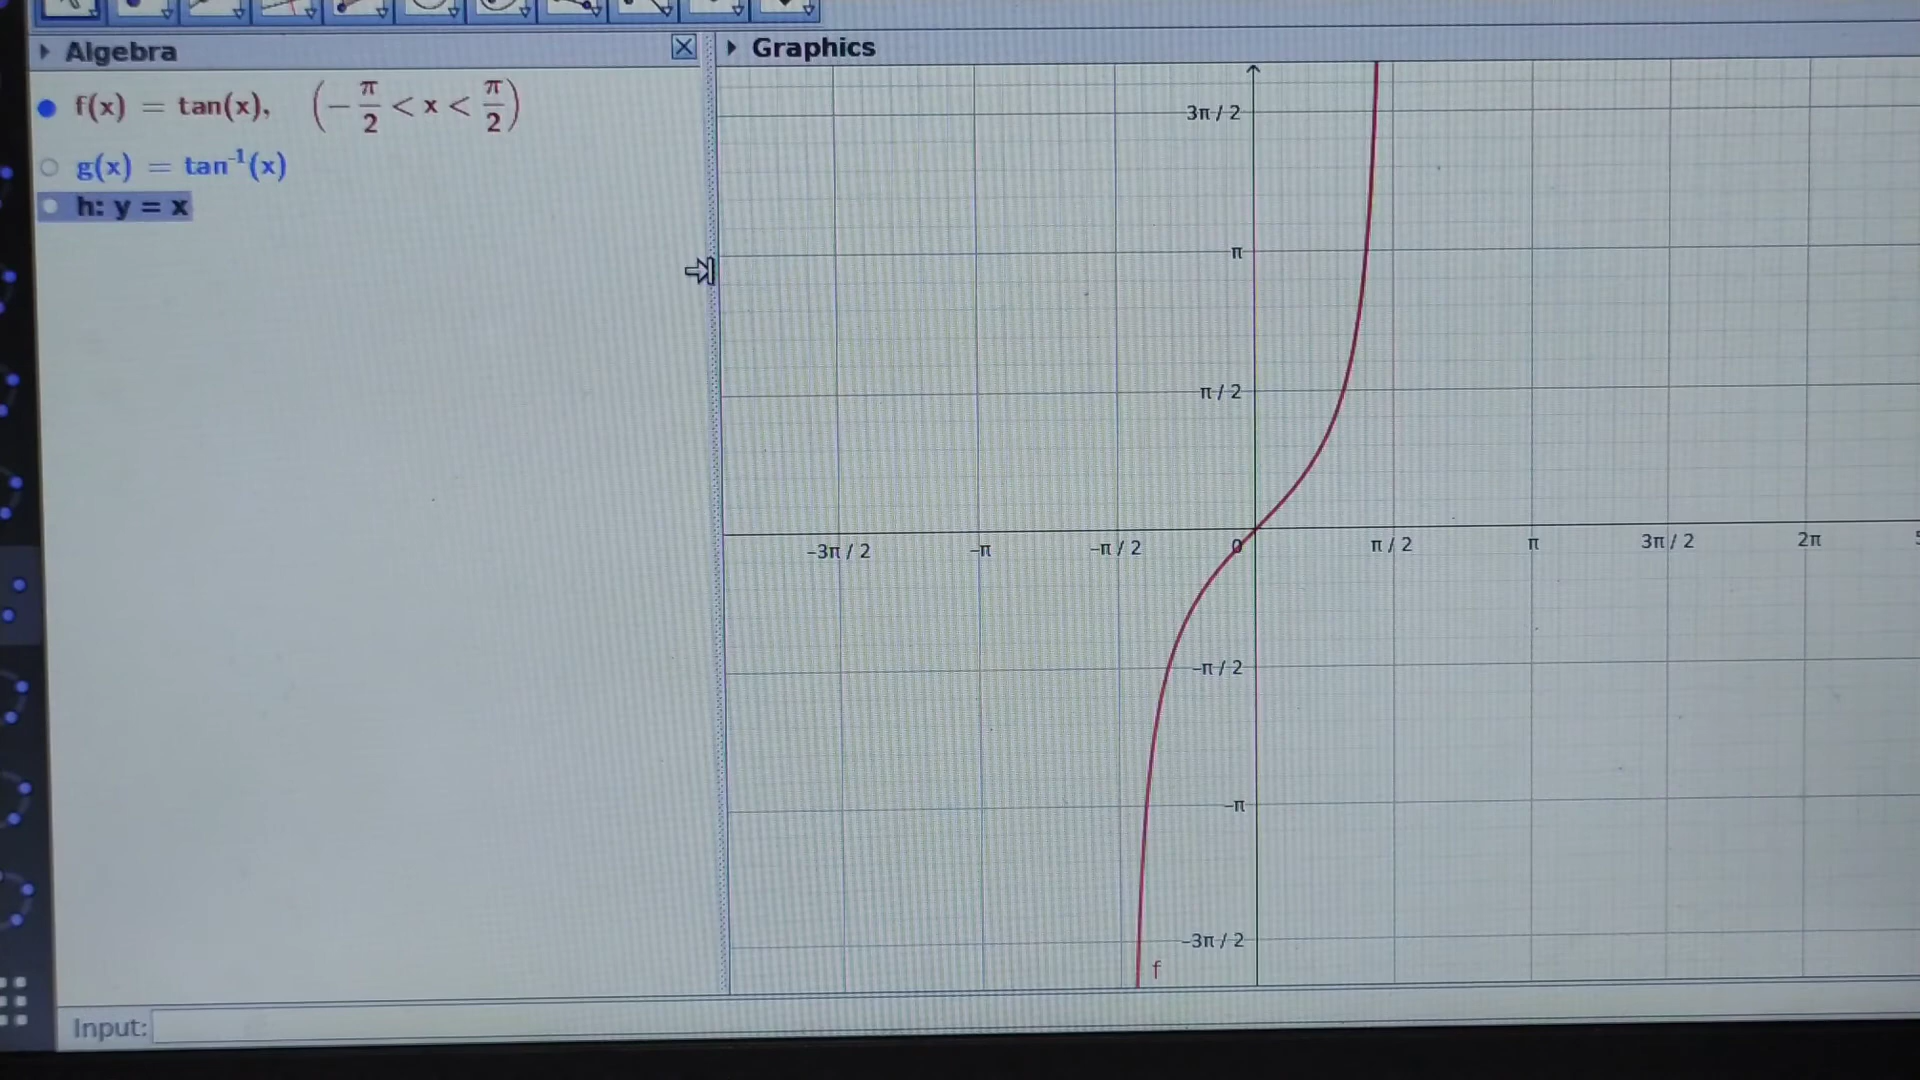 Algebra
Graphics
f(x) = tan(x), (−π/2 < x < π/2)
g(x) = tan⁻¹(x)
h: y = x
3π / 2
π
π / 2
−3π / 2
−π
−π / 2
0
π / 2
π
3π / 2
2π
−π / 2
−π
−3π / 2
f
Input: